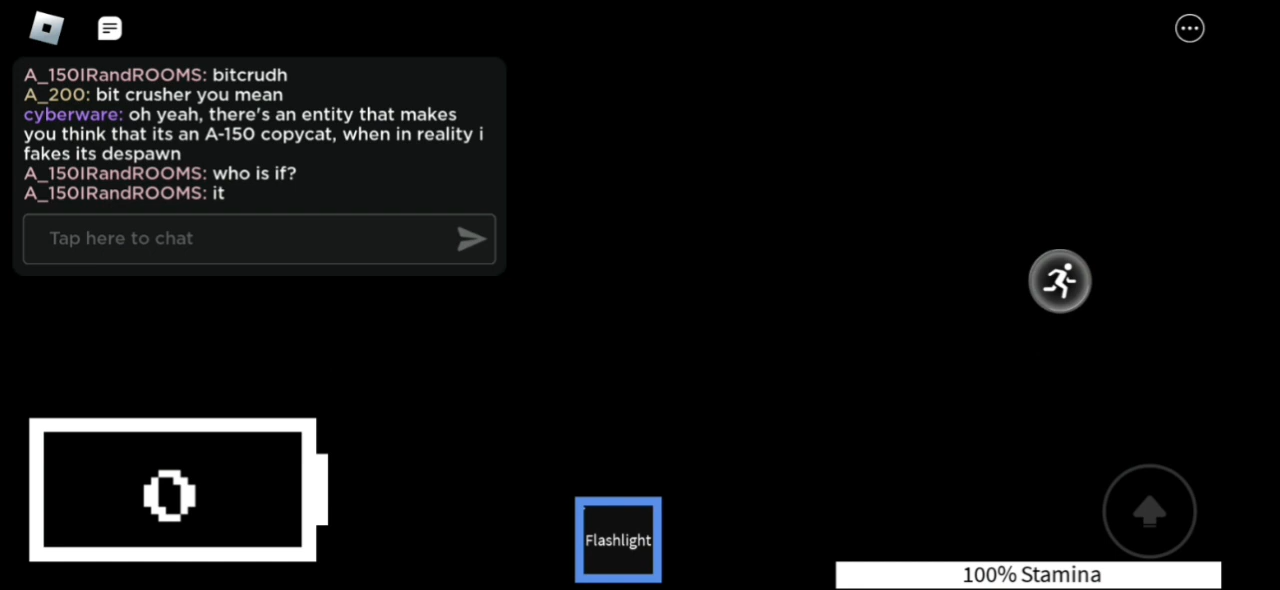 A_150IRandROOMS: bitcrudh
A_200: bit crusher you mean
cyberware: oh yeah, there's an entity that makes
you think that its an A-150 copycat, when in reality i
fakes its despawn
A_150IRandROOMS: who is if?
A_150IRandROOMS: it
Tap here to chat
0
Flashlight
100% Stamina